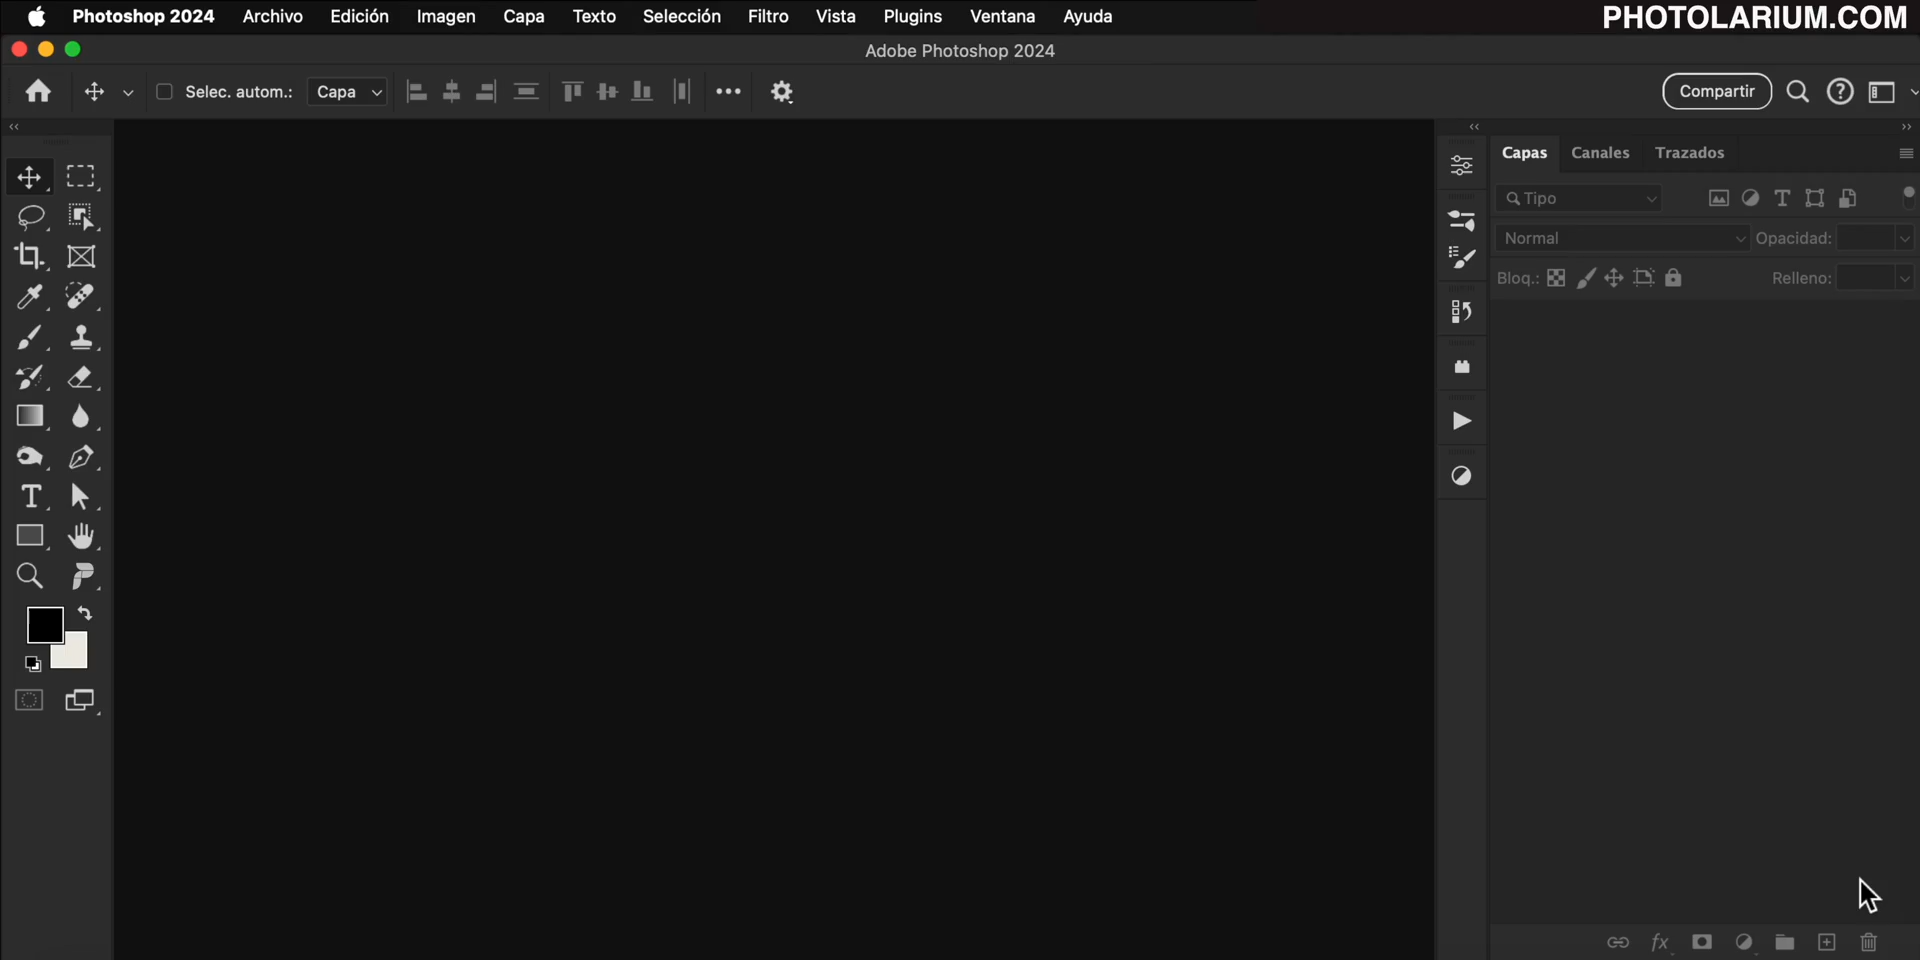 Photoshop 2024 Archivo Edición Imagen Capa Texto Selección Filtro Vista Plugins Ventana Ayuda PHOTOLARIUM.COM
Adobe Photoshop 2024
Selec. autom.: Capa Compartir
Capas Canales Trazados
Tipo
Normal Opacidad:
Bloq.: Relleno:
fx